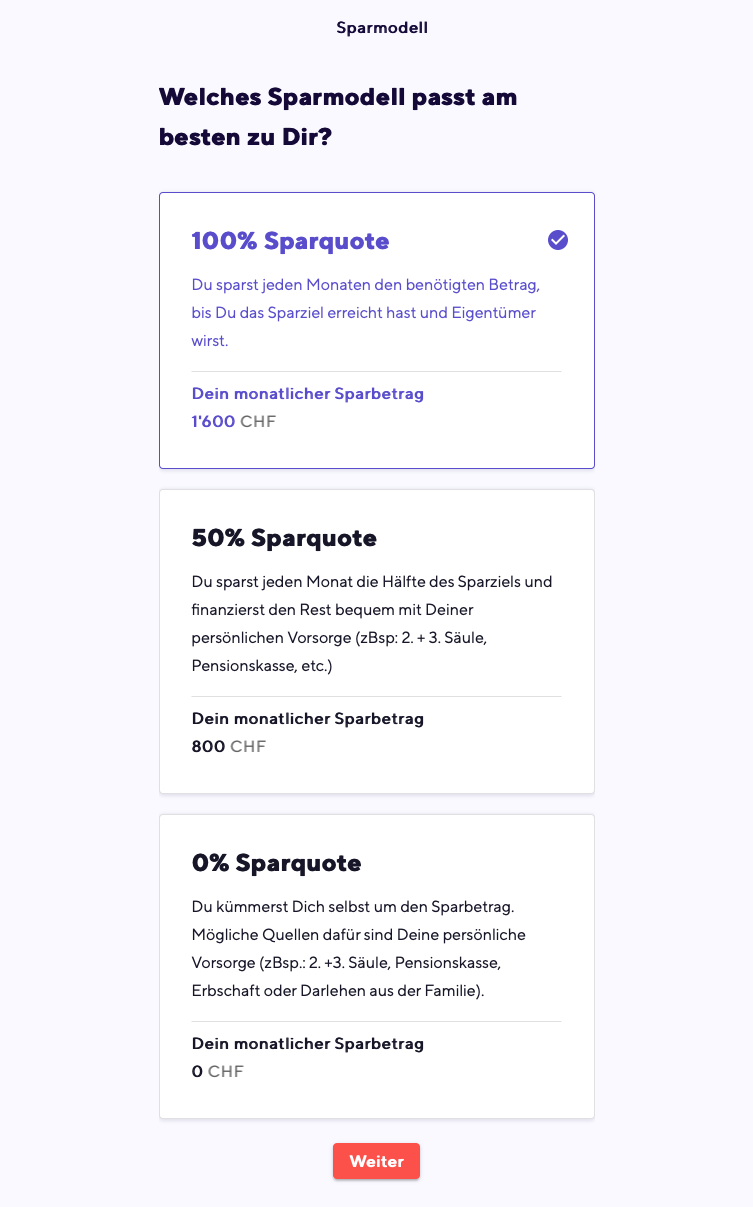 Sparmodell
Welches Sparmodell passt am
besten zu Dir?
100% Sparquote
Du sparst jeden Monaten den benötigten Betrag,
bis Du das Sparziel erreicht hast und Eigentümer
wirst.
Dein monatlicher Sparbetrag
1'600 CHF
50% Sparquote
Du sparst jeden Monat die Hälfte des Sparziels und
finanzierst den Rest bequem mit Deiner
persönlichen Vorsorge (zBsp: 2. + 3. Säule,
Pensionskasse, etc.)
Dein monatlicher Sparbetrag
800 CHF
0% Sparquote
Du kümmerst Dich selbst um den Sparbetrag.
Mögliche Quellen dafür sind Deine persönliche
Vorsorge (zBsp.: 2. +3. Säule, Pensionskasse,
Erbschaft oder Darlehen aus der Familie).
Dein monatlicher Sparbetrag
0 CHF
Weiter